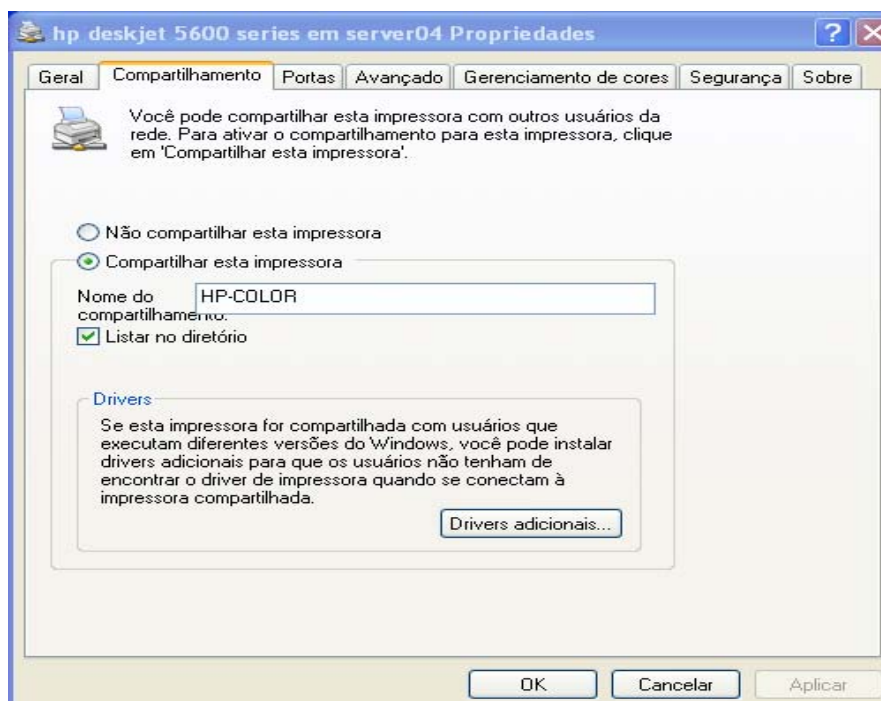 hp deskjet 5600 series em server04 Propriedades
Geral Compartilhamento Portas Avançado Gerenciamento de cores Segurança Sobre
Você pode compartilhar esta impressora com outros usuários da
rede. Para ativar o compartilhamento para esta impressora, clique
em 'Compartilhar esta impressora'.
Não compartilhar esta impressora
Compartilhar esta impressora
Nome do
compartilhamento:
HP-COLOR
Listar no diretório
Drivers
Se esta impressora for compartilhada com usuários que
executam diferentes versões do Windows, você pode instalar
drivers adicionais para que os usuários não tenham de
encontrar o driver de impressora quando se conectam à
impressora compartilhada.
Drivers adicionais...
OK Cancelar Aplicar